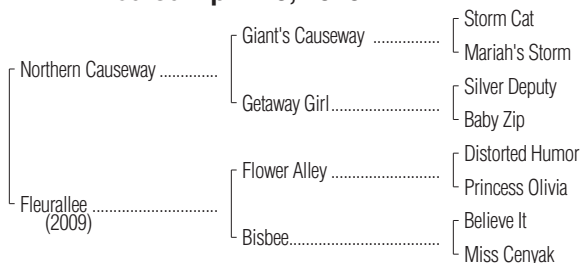 Storm Cat
Giant's Causeway ................
Mariah's Storm
Northern Causeway .............
Silver Deputy
Getaway Girl......................
Baby Zip
Distorted Humor
Flower Alley ......................
Princess Olivia
Fleurallee ..........................
(2009)
Believe It
Bisbee...............................
Miss Cenyak